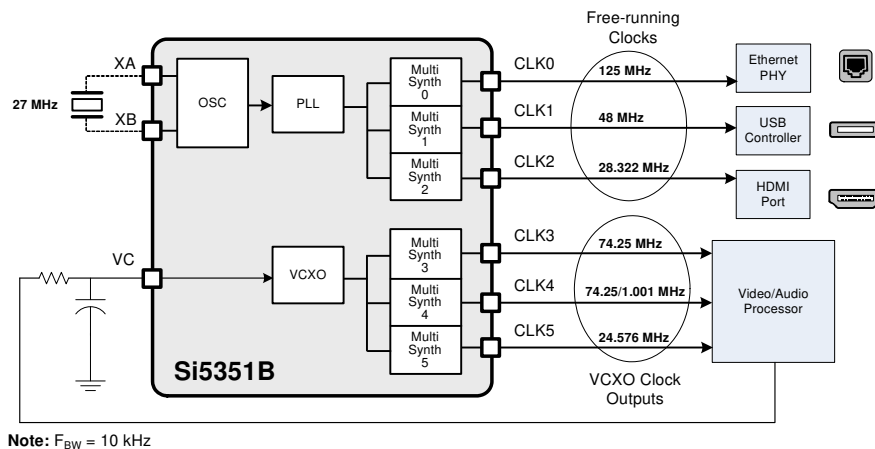 Free-running
Clocks
XA
27 MHz
XB
OSC
PLL
Multi
Synth
0
Multi
Synth
1
Multi
Synth
2
CLK0
125 MHz
CLK1
48 MHz
CLK2
28.322 MHz
Ethernet
PHY
USB
Controller
HDMI
Port
VC
VCXO
Multi
Synth
3
Multi
Synth
4
Multi
Synth
5
CLK3
74.25 MHz
CLK4
74.25/1.001 MHz
CLK5
24.576 MHz
Video/Audio
Processor
Si5351B
VCXO Clock
Outputs
Note: FBW = 10 kHz